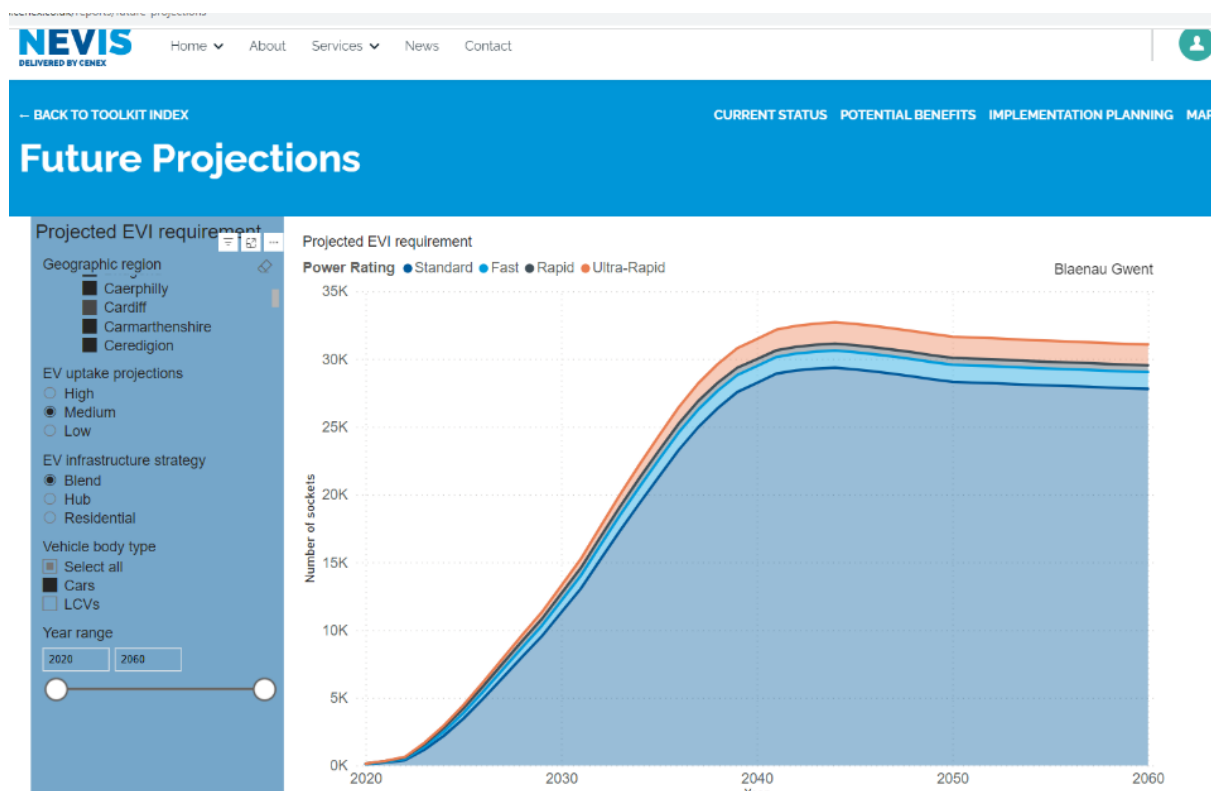 NEVIS
DELIVERED BY CENEX
Home About Services News Contact
← BACK TO TOOLKIT INDEX
CURRENT STATUS POTENTIAL BENEFITS IMPLEMENTATION PLANNING MAP
Future Projections
Projected EVI requirement
Geographic region
Caerphilly
Cardiff
Carmarthenshire
Ceredigion
EV uptake projections
High
Medium
Low
EV infrastructure strategy
Blend
Hub
Residential
Vehicle body type
Select all
Cars
LCVs
Year range
2020 2060
Projected EVI requirement
Power Rating Standard Fast Rapid Ultra-Rapid
Blaenau Gwent
Number of sockets
35K
30K
25K
20K
15K
10K
5K
0K
2020 2030 2040 2050 2060